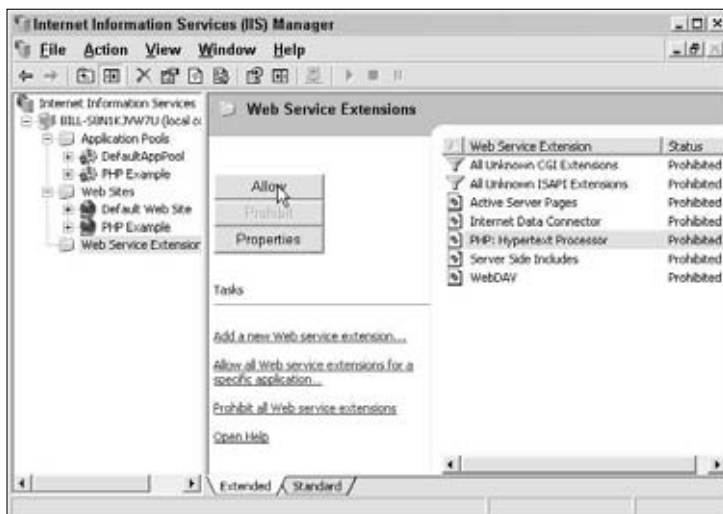 Internet Information Services (IIS) Manager
File Action View Window Help
Internet Information Services
BILL-S8N1KJVW7U (local c
Application Pools
DefaultAppPool
PHP Example
Web Sites
Default Web Site
PHP Example
Web Service Extension
Web Service Extensions
Allow
Prohibit
Properties
Tasks
Add a new Web service extension...
Allow all Web service extensions for a
specific application...
Prohibit all Web service extensions
Open Help
Web Service Extension Status
All Unknown CGI Extensions Prohibited
All Unknown ISAPI Extensions Prohibited
Active Server Pages Prohibited
Internet Data Connector Prohibited
PHP: Hypertext Processor Prohibited
Server Side Includes Prohibited
WebDAV Prohibited
Extended Standard